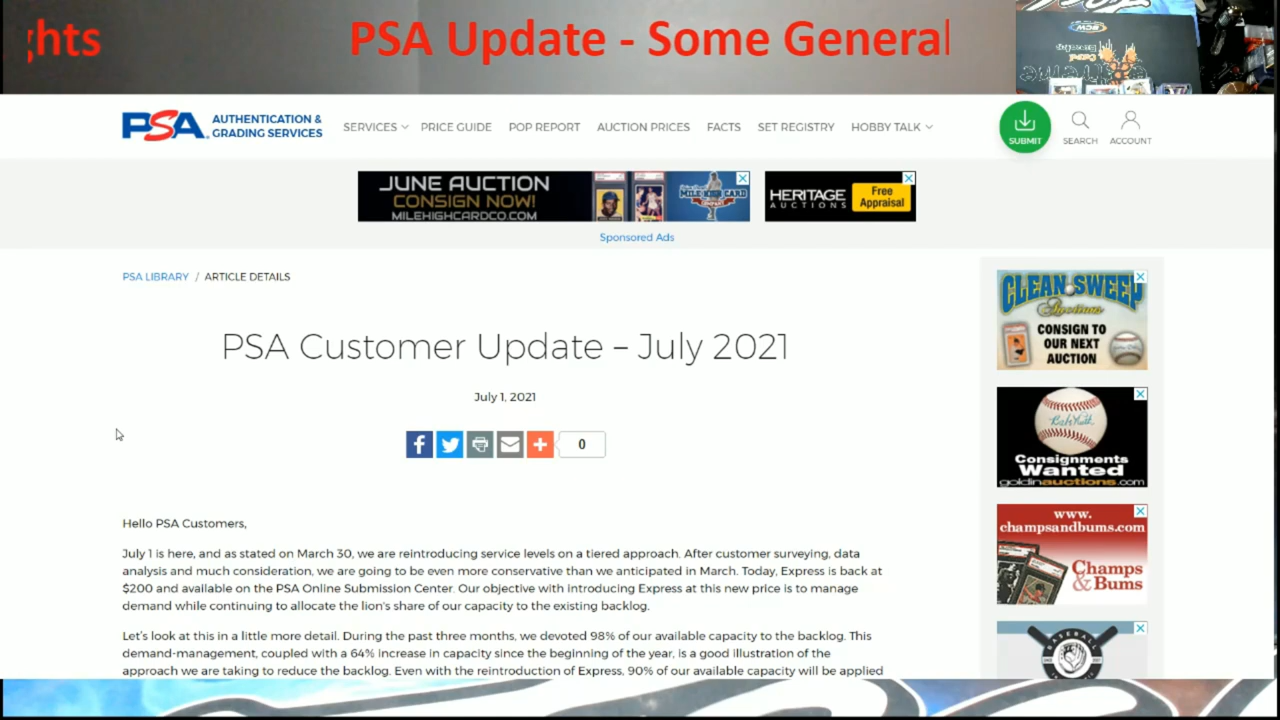 ghts
PSA Update - Some General
PSA
AUTHENTICATION &
GRADING SERVICES
SERVICES
PRICE GUIDE
POP REPORT
AUCTION PRICES
FACTS
SET REGISTRY
HOBBY TALK
SUBMIT
SEARCH
ACCOUNT
JUNE AUCTION
CONSIGN NOW!
MILEHIGHCARDCO.COM
MILE HIGH CARD
COMPANY
HERITAGE
AUCTIONS
Free
Appraisal
Sponsored Ads
PSA LIBRARY / ARTICLE DETAILS
PSA Customer Update – July 2021
July 1, 2021
0
Hello PSA Customers,
July 1 is here, and as stated on March 30, we are reintroducing service levels on a tiered approach. After customer surveying, data
analysis and much consideration, we are going to be even more conservative than we anticipated in March. Today, Express is back at
$200 and available on the PSA Online Submission Center. Our objective with introducing Express at this new price is to manage
demand while continuing to allocate the lion's share of our capacity to the existing backlog.
Let's look at this in a little more detail. During the past three months, we devoted 98% of our available capacity to the backlog. This
demand-management, coupled with a 64% increase in capacity since the beginning of the year, is a good illustration of the
approach we are taking to reduce the backlog. Even with the reintroduction of Express, 90% of our available capacity will be applied
CLEAN SWEEP
Auctions
CONSIGN TO
OUR NEXT
AUCTION
Babe Ruth
Consignments
Wanted
goldinauctions.com
www.
champsandbums.com
Champs
& Bums
BASEBALL